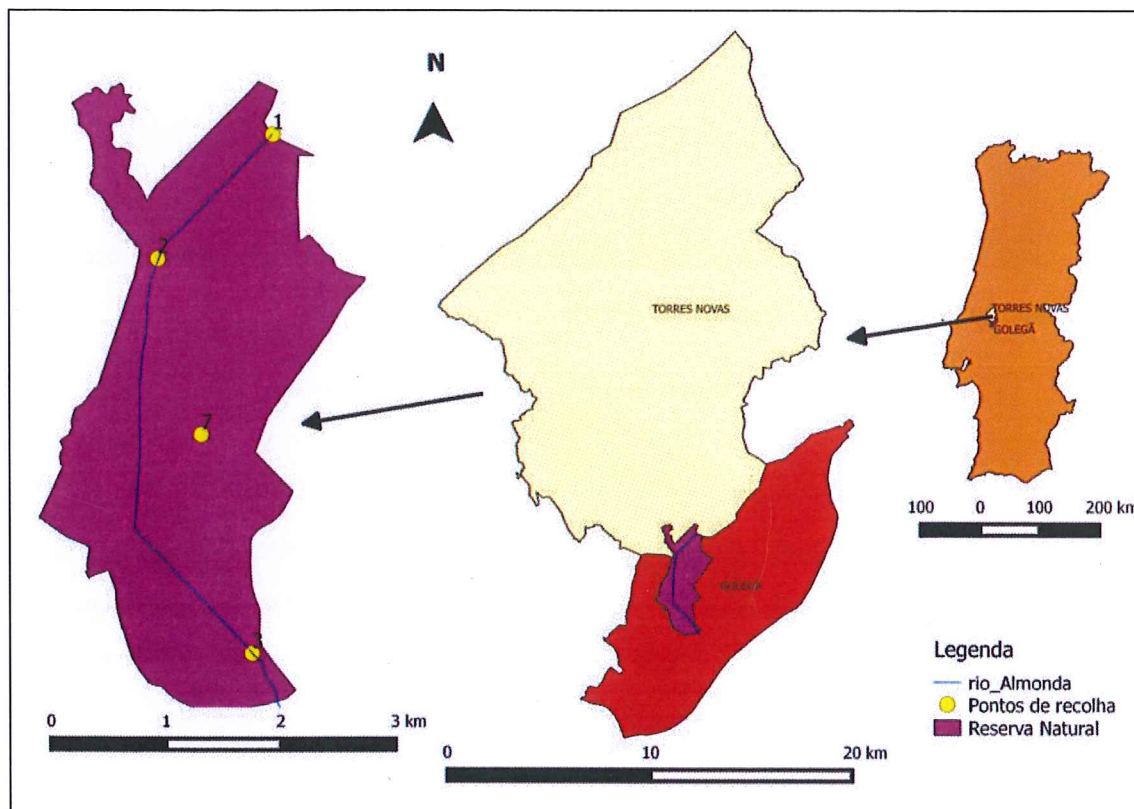 N
1
2
7
3
0 1 2 3 km
TORRES NOVAS
GOLEGÃ
0 10 20 km
TORRES NOVAS
GOLEGÃ
100 0 100 200 km
Legenda
rio_Almonda
Pontos de recolha
Reserva Natural